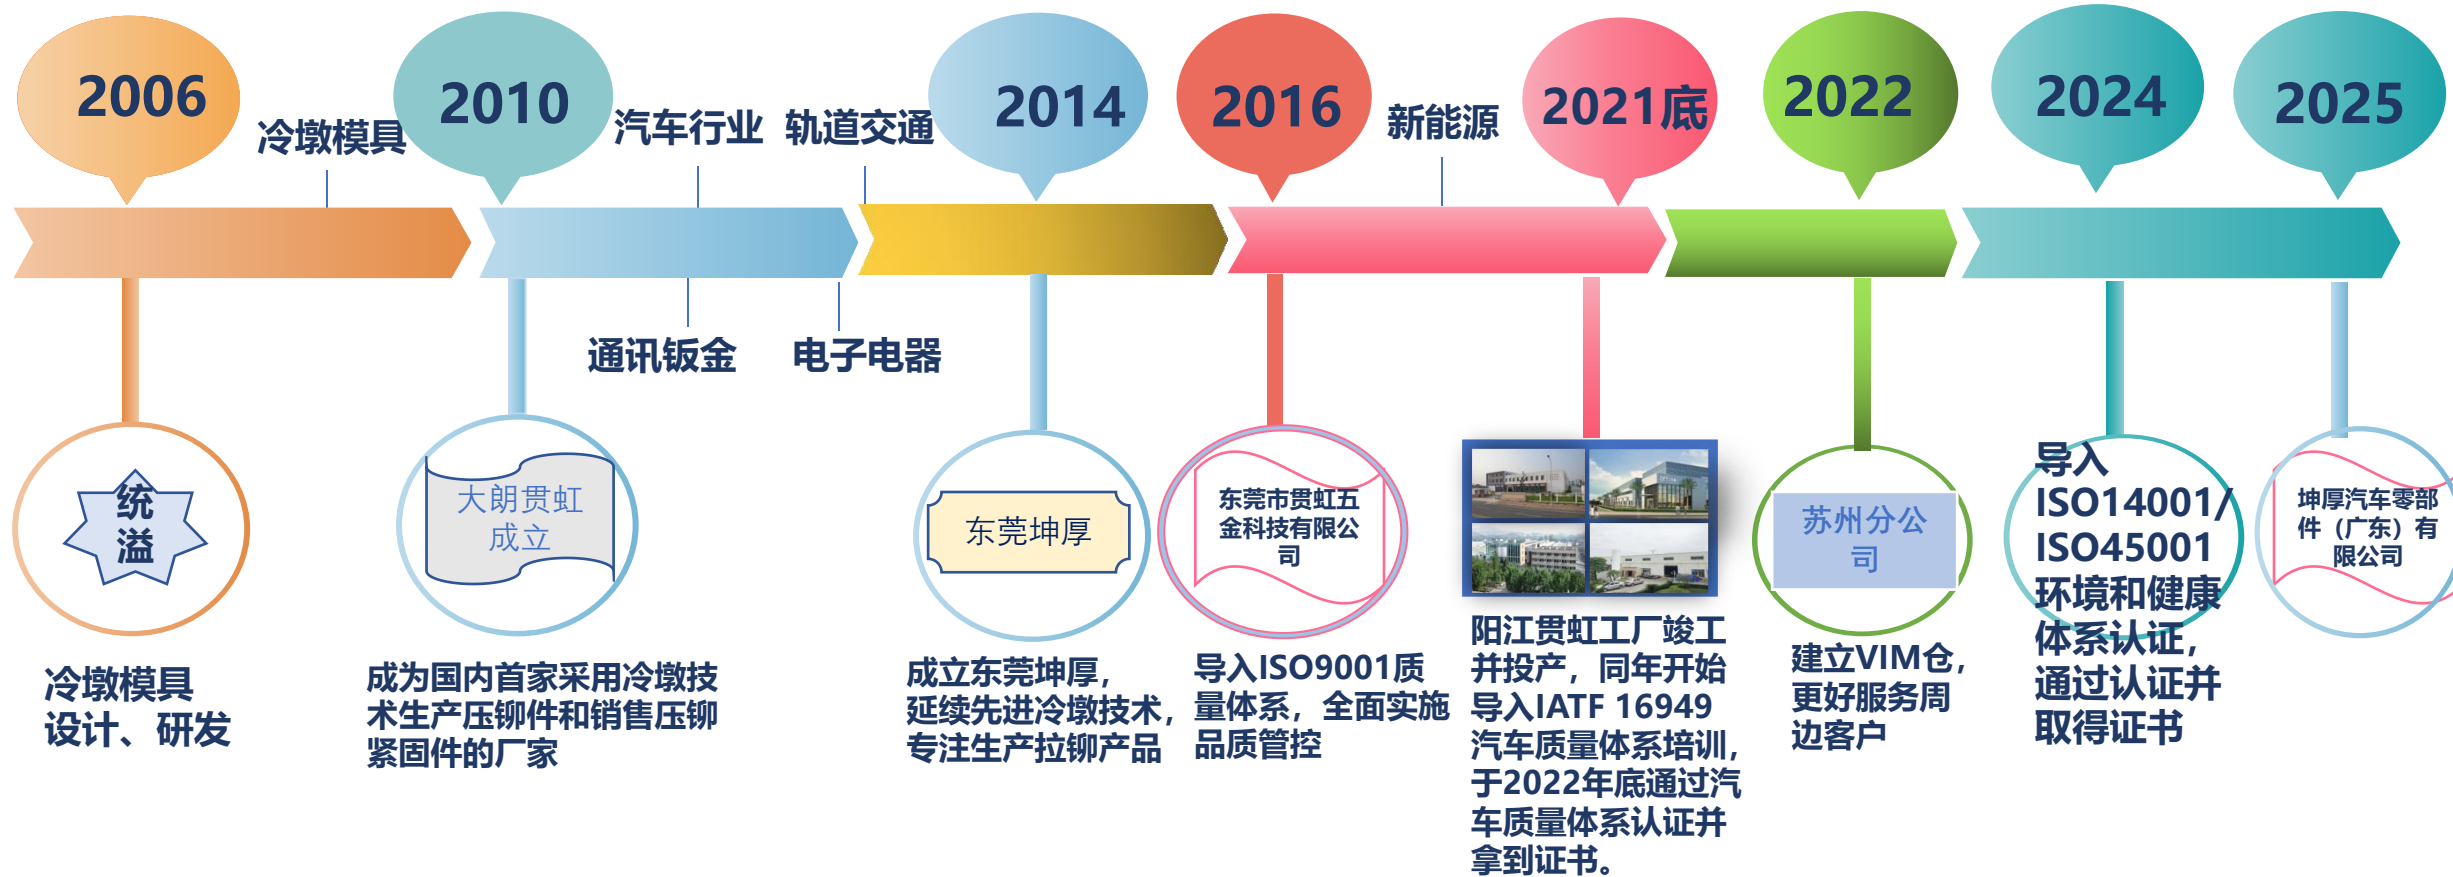 2006
2010
2014
2016
2021底
2022
2024
2025
冷墩模具
汽车行业
轨道交通
新能源
通讯钣金
电子电器
统
溢
冷墩模具
设计、研发
大朗贯虹
成立
成为国内首家采用冷墩技
术生产压铆件和销售压铆
紧固件的厂家
东莞坤厚
成立东莞坤厚，
延续先进冷墩技术，
专注生产拉铆产品
东莞市贯虹五
金科技有限公
司
导入ISO9001质
量体系，全面实施
品质管控
阳江贯虹工厂竣工
并投产，同年开始
导入IATF 16949
汽车质量体系培训，
于2022年底通过汽
车质量体系认证并
拿到证书。
苏州分公
司
建立VIM仓，
更好服务周
边客户
导入
ISO14001/
ISO45001
环境和健康
体系认证，
通过认证并
取得证书
坤厚汽车零部
件（广东）有
限公司